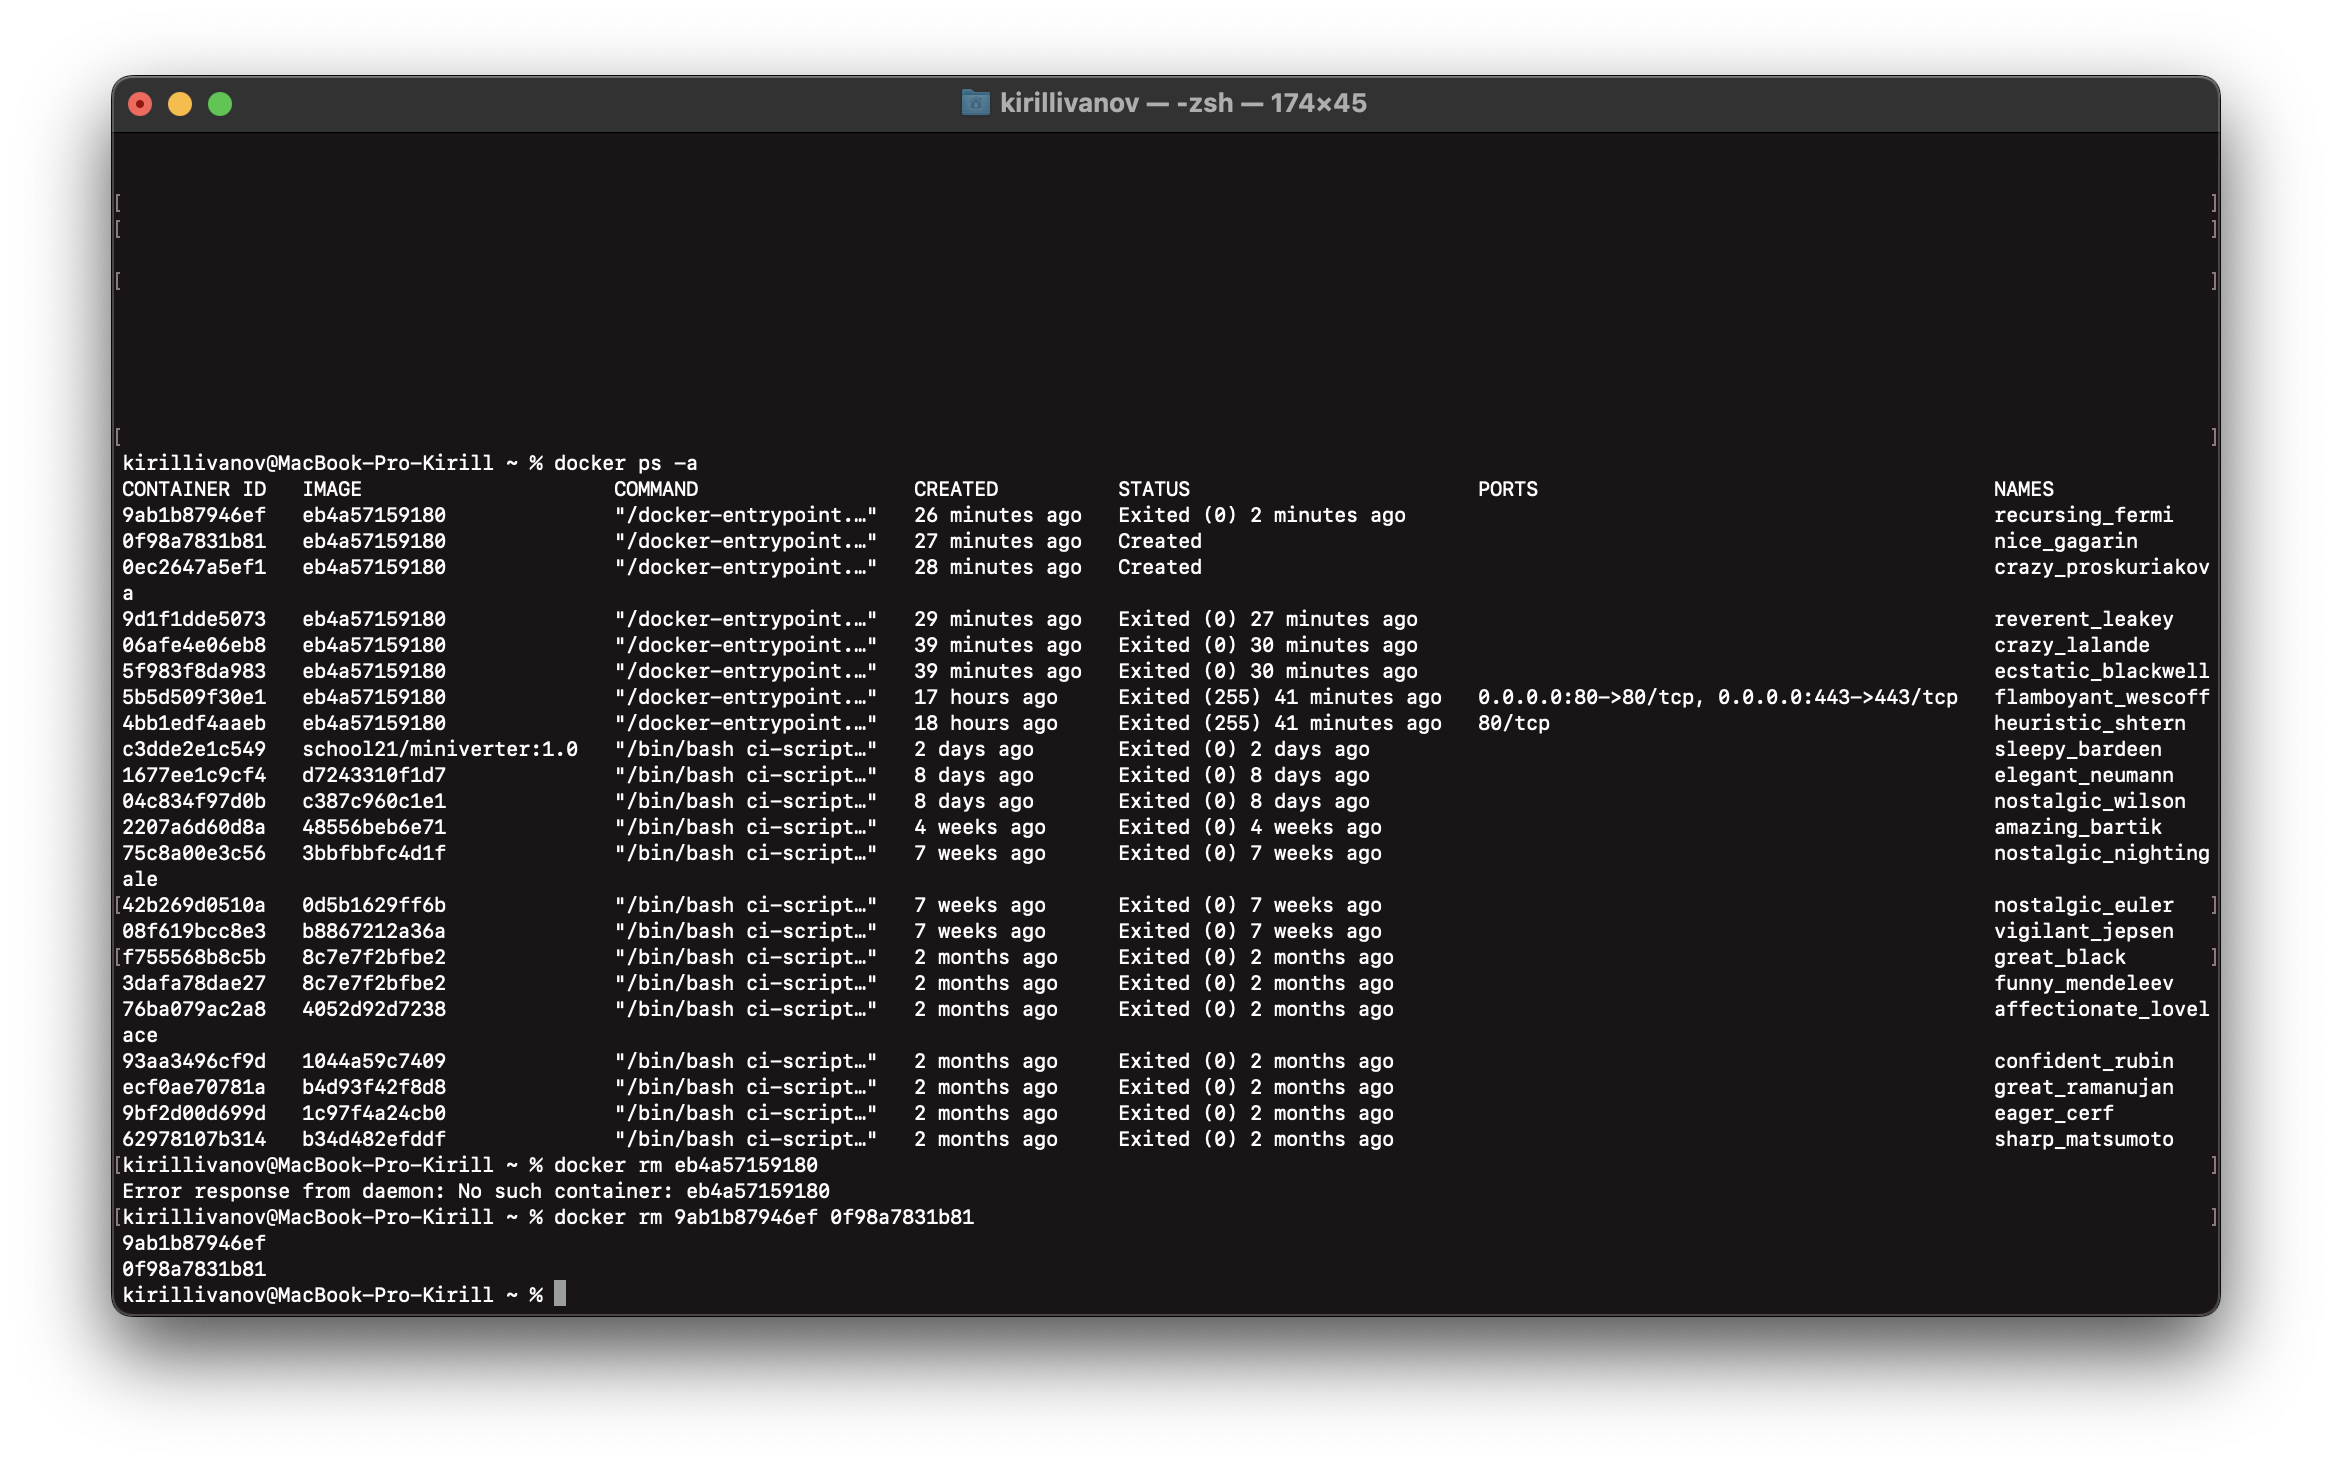 kirillivanov — -zsh — 174×45
[ ]
[ ]
[ ]
[ ]
kirillivanov@MacBook-Pro-Kirill ~ % docker ps -a
CONTAINER ID   IMAGE                     COMMAND                  CREATED          STATUS                        PORTS                                      NAMES
9ab1b87946ef   eb4a57159180              "/docker-entrypoint.…"   26 minutes ago   Exited (0) 2 minutes ago                                                 recursing_fermi
0f98a7831b81   eb4a57159180              "/docker-entrypoint.…"   27 minutes ago   Created                                                                  nice_gagarin
0ec2647a5ef1   eb4a57159180              "/docker-entrypoint.…"   28 minutes ago   Created                                                                  crazy_proskuriakov
a
9d1f1dde5073   eb4a57159180              "/docker-entrypoint.…"   29 minutes ago   Exited (0) 27 minutes ago                                                reverent_leakey
06afe4e06eb8   eb4a57159180              "/docker-entrypoint.…"   39 minutes ago   Exited (0) 30 minutes ago                                                crazy_lalande
5f983f8da983   eb4a57159180              "/docker-entrypoint.…"   39 minutes ago   Exited (0) 30 minutes ago                                                ecstatic_blackwell
5b5d509f30e1   eb4a57159180              "/docker-entrypoint.…"   17 hours ago     Exited (255) 41 minutes ago   0.0.0.0:80->80/tcp, 0.0.0.0:443->443/tcp   flamboyant_wescoff
4bb1edf4aaeb   eb4a57159180              "/docker-entrypoint.…"   18 hours ago     Exited (255) 41 minutes ago   80/tcp                                     heuristic_shtern
c3dde2e1c549   school21/miniverter:1.0   "/bin/bash ci-script…"   2 days ago       Exited (0) 2 days ago                                                    sleepy_bardeen
1677ee1c9cf4   d7243310f1d7              "/bin/bash ci-script…"   8 days ago       Exited (0) 8 days ago                                                    elegant_neumann
04c834f97d0b   c387c960c1e1              "/bin/bash ci-script…"   8 days ago       Exited (0) 8 days ago                                                    nostalgic_wilson
2207a6d60d8a   48556beb6e71              "/bin/bash ci-script…"   4 weeks ago      Exited (0) 4 weeks ago                                                   amazing_bartik
75c8a00e3c56   3bbfbbfc4d1f              "/bin/bash ci-script…"   7 weeks ago      Exited (0) 7 weeks ago                                                   nostalgic_nighting
ale
[42b269d0510a   0d5b1629ff6b              "/bin/bash ci-script…"   7 weeks ago      Exited (0) 7 weeks ago                                                   nostalgic_euler   ]
08f619bcc8e3   b8867212a36a              "/bin/bash ci-script…"   7 weeks ago      Exited (0) 7 weeks ago                                                   vigilant_jepsen
[f755568b8c5b   8c7e7f2bfbe2              "/bin/bash ci-script…"   2 months ago     Exited (0) 2 months ago                                                  great_black       ]
3dafa78dae27   8c7e7f2bfbe2              "/bin/bash ci-script…"   2 months ago     Exited (0) 2 months ago                                                  funny_mendeleev
76ba079ac2a8   4052d92d7238              "/bin/bash ci-script…"   2 months ago     Exited (0) 2 months ago                                                  affectionate_lovel
ace
93aa3496cf9d   1044a59c7409              "/bin/bash ci-script…"   2 months ago     Exited (0) 2 months ago                                                  confident_rubin
ecf0ae70781a   b4d93f42f8d8              "/bin/bash ci-script…"   2 months ago     Exited (0) 2 months ago                                                  great_ramanujan
9bf2d00d699d   1c97f4a24cb0              "/bin/bash ci-script…"   2 months ago     Exited (0) 2 months ago                                                  eager_cerf
62978107b314   b34d482efddf              "/bin/bash ci-script…"   2 months ago     Exited (0) 2 months ago                                                  sharp_matsumoto
[kirillivanov@MacBook-Pro-Kirill ~ % docker rm eb4a57159180 ]
Error response from daemon: No such container: eb4a57159180
[kirillivanov@MacBook-Pro-Kirill ~ % docker rm 9ab1b87946ef 0f98a7831b81 ]
9ab1b87946ef
0f98a7831b81
kirillivanov@MacBook-Pro-Kirill ~ %